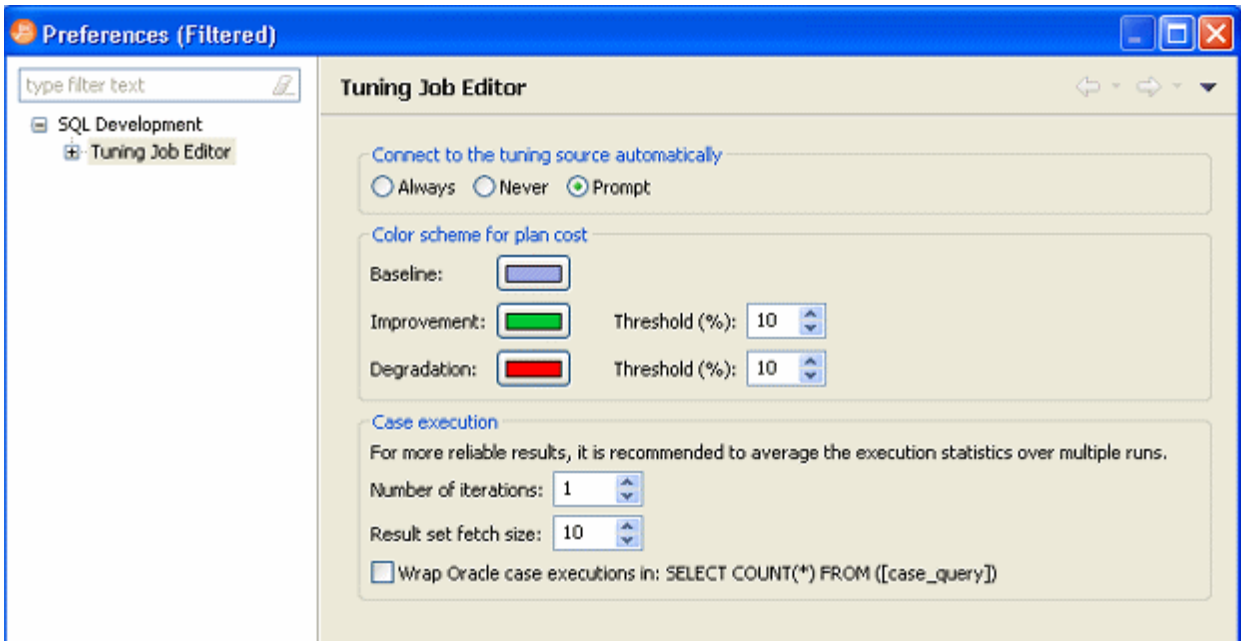 Preferences (Filtered)
type filter text
SQL Development
Tuning Job Editor
Tuning Job Editor
Connect to the tuning source automatically
Always Never Prompt
Color scheme for plan cost
Baseline:
Improvement: Threshold (%): 10
Degradation: Threshold (%): 10
Case execution
For more reliable results, it is recommended to average the execution statistics over multiple runs.
Number of iterations: 1
Result set fetch size: 10
Wrap Oracle case executions in: SELECT COUNT(*) FROM ([case_query])